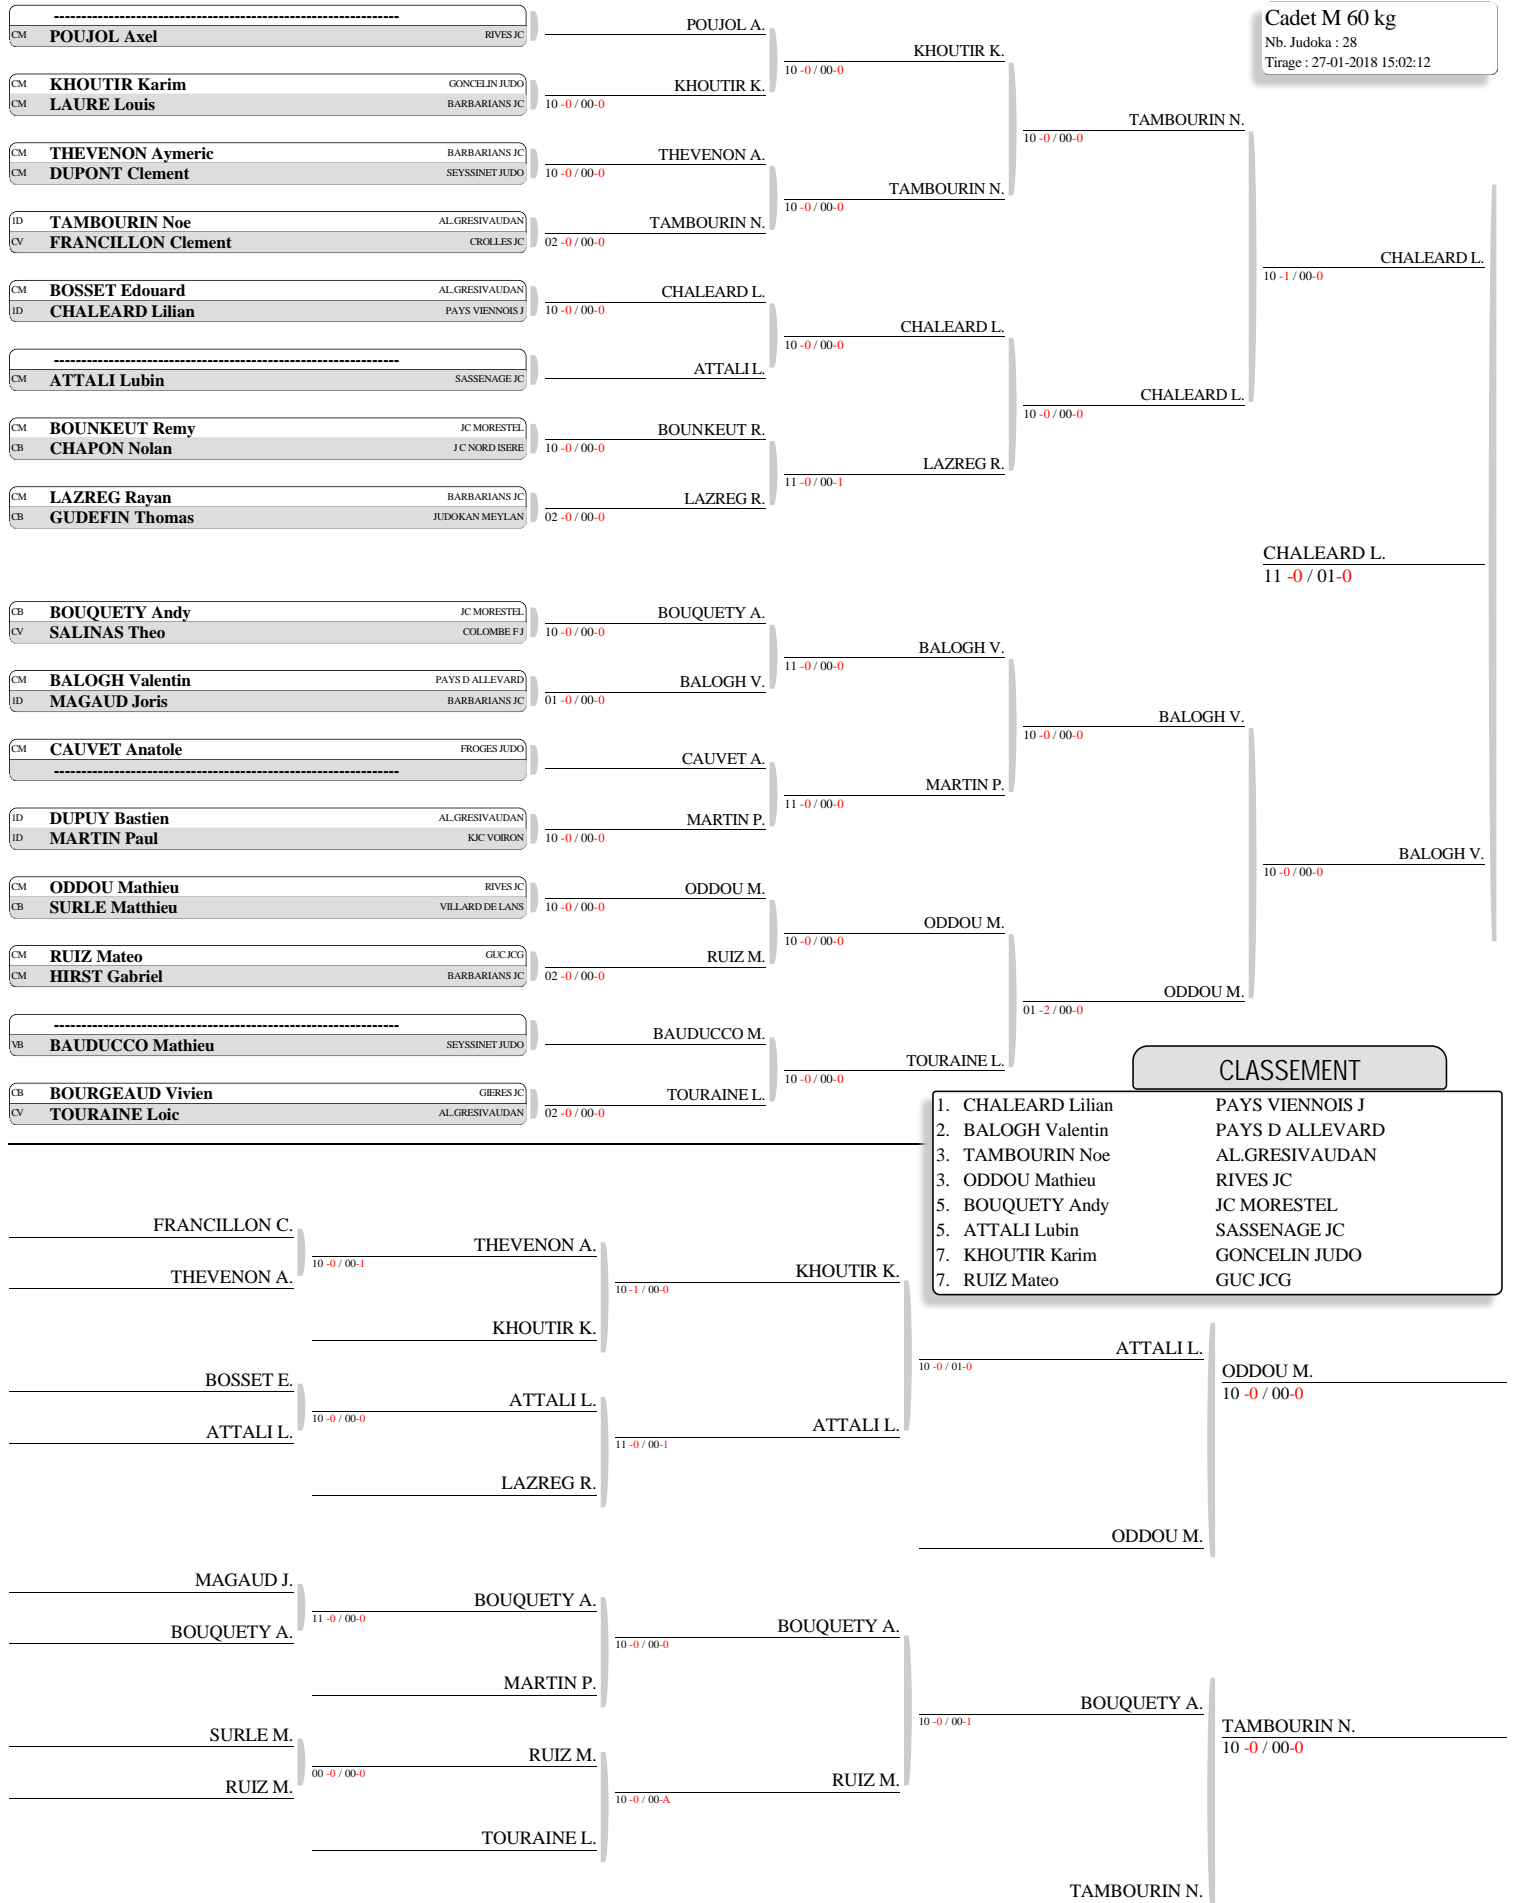 Cadet M 60 kg
Nb. Judoka : 28
Tirage : 27-01-2018 15:02:12
-----------------------------------------------------------------
CM POUJOL Axel RIVES JC
CM KHOUTIR Karim GONCELIN JUDO
CM LAURE Louis BARBARIANS JC
CM THEVENON Aymeric BARBARIANS JC
CM DUPONT Clement SEYSSINET JUDO
1D TAMBOURIN Noe AL.GRESIVAUDAN
CV FRANCILLON Clement CROLLES JC
CM BOSSET Edouard AL.GRESIVAUDAN
1D CHALEARD Lilian PAYS VIENNOIS J
-----------------------------------------------------------------
CM ATTALI Lubin SASSENAGE JC
CM BOUNKEUT Remy JC MORESTEL
CB CHAPON Nolan J C NORD ISERE
CM LAZREG Rayan BARBARIANS JC
CB GUDEFIN Thomas JUDOKAN MEYLAN
CB BOUQUETY Andy JC MORESTEL
CV SALINAS Theo COLOMBE F J
CM BALOGH Valentin PAYS D ALLEVARD
1D MAGAUD Joris BARBARIANS JC
CM CAUVET Anatole FROGES JUDO
-----------------------------------------------------------------
1D DUPUY Bastien AL.GRESIVAUDAN
1D MARTIN Paul KJC VOIRON
CM ODDOU Mathieu RIVES JC
CB SURLE Matthieu VILLARD DE LANS
CM RUIZ Mateo GUC JCG
CM HIRST Gabriel BARBARIANS JC
-----------------------------------------------------------------
VB BAUDUCCO Mathieu SEYSSINET JUDO
CB BOURGEAUD Vivien GIERES JC
CV TOURAINE Loic AL.GRESIVAUDAN
POUJOL A.
KHOUTIR K.
10 -0 / 00-0
THEVENON A.
10 -0 / 00-0
TAMBOURIN N.
02 -0 / 00-0
CHALEARD L.
10 -0 / 00-0
ATTALI L.
BOUNKEUT R.
10 -0 / 00-0
LAZREG R.
02 -0 / 00-0
BOUQUETY A.
10 -0 / 00-0
BALOGH V.
01 -0 / 00-0
CAUVET A.
MARTIN P.
10 -0 / 00-0
ODDOU M.
10 -0 / 00-0
RUIZ M.
02 -0 / 00-0
BAUDUCCO M.
TOURAINE L.
02 -0 / 00-0
KHOUTIR K.
10 -0 / 00-0
TAMBOURIN N.
10 -0 / 00-0
CHALEARD L.
10 -0 / 00-0
LAZREG R.
11 -0 / 00-1
BALOGH V.
11 -0 / 00-0
MARTIN P.
11 -0 / 00-0
ODDOU M.
10 -0 / 00-0
TOURAINE L.
10 -0 / 00-0
TAMBOURIN N.
10 -0 / 00-0
CHALEARD L.
10 -0 / 00-0
BALOGH V.
10 -0 / 00-0
ODDOU M.
01 -2 / 00-0
CHALEARD L.
10 -1 / 00-0
BALOGH V.
10 -0 / 00-0
CHALEARD L.
11 -0 / 01-0
CLASSEMENT
1. CHALEARD Lilian PAYS VIENNOIS J
2. BALOGH Valentin PAYS D ALLEVARD
3. TAMBOURIN Noe AL.GRESIVAUDAN
3. ODDOU Mathieu RIVES JC
5. BOUQUETY Andy JC MORESTEL
5. ATTALI Lubin SASSENAGE JC
7. KHOUTIR Karim GONCELIN JUDO
7. RUIZ Mateo GUC JCG
FRANCILLON C.
THEVENON A.
BOSSET E.
ATTALI L.
MAGAUD J.
BOUQUETY A.
SURLE M.
RUIZ M.
THEVENON A.
10 -0 / 00-1
KHOUTIR K.
ATTALI L.
10 -0 / 00-0
LAZREG R.
BOUQUETY A.
11 -0 / 00-0
MARTIN P.
RUIZ M.
00 -0 / 00-0
TOURAINE L.
KHOUTIR K.
10 -1 / 00-0
ATTALI L.
11 -0 / 00-1
BOUQUETY A.
10 -0 / 00-0
RUIZ M.
10 -0 / 00-A
ATTALI L.
10 -0 / 01-0
ODDOU M.
BOUQUETY A.
10 -0 / 00-1
TAMBOURIN N.
ODDOU M.
10 -0 / 00-0
TAMBOURIN N.
10 -0 / 00-0